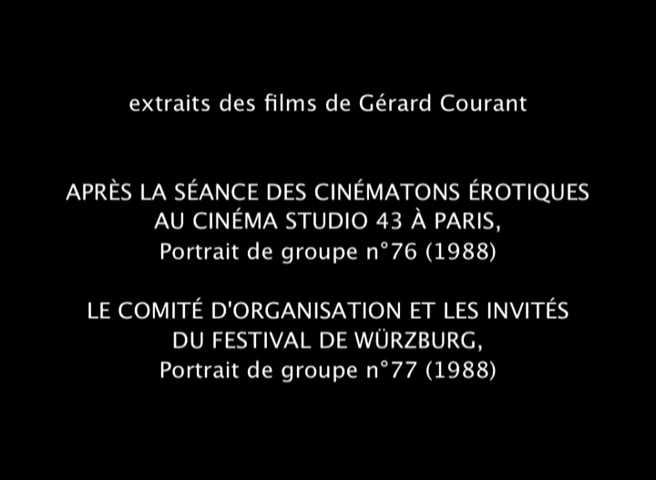 extraits des films de Gérard Courant
APRÈS LA SÉANCE DES CINÉMATONS ÉROTIQUES
AU CINÉMA STUDIO 43 À PARIS,
Portrait de groupe n°76 (1988)
LE COMITÉ D'ORGANISATION ET LES INVITÉS
DU FESTIVAL DE WÜRZBURG,
Portrait de groupe n°77 (1988)